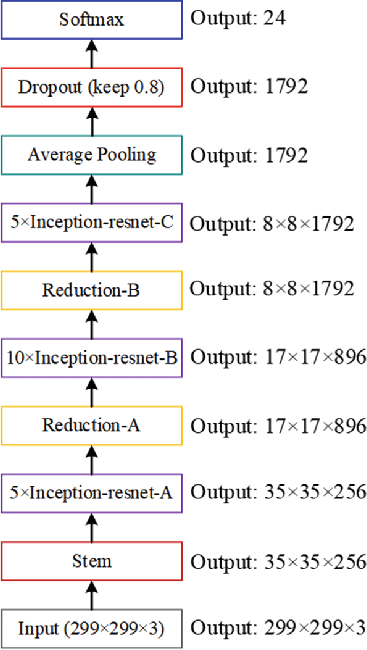 Softmax Output: 24
Dropout (keep 0.8) Output: 1792
Average Pooling Output: 1792
5×Inception-resnet-C Output: 8×8×1792
Reduction-B Output: 8×8×1792
10×Inception-resnet-B Output: 17×17×896
Reduction-A Output: 17×17×896
5×Inception-resnet-A Output: 35×35×256
Stem Output: 35×35×256
Input (299×299×3) Output: 299×299×3